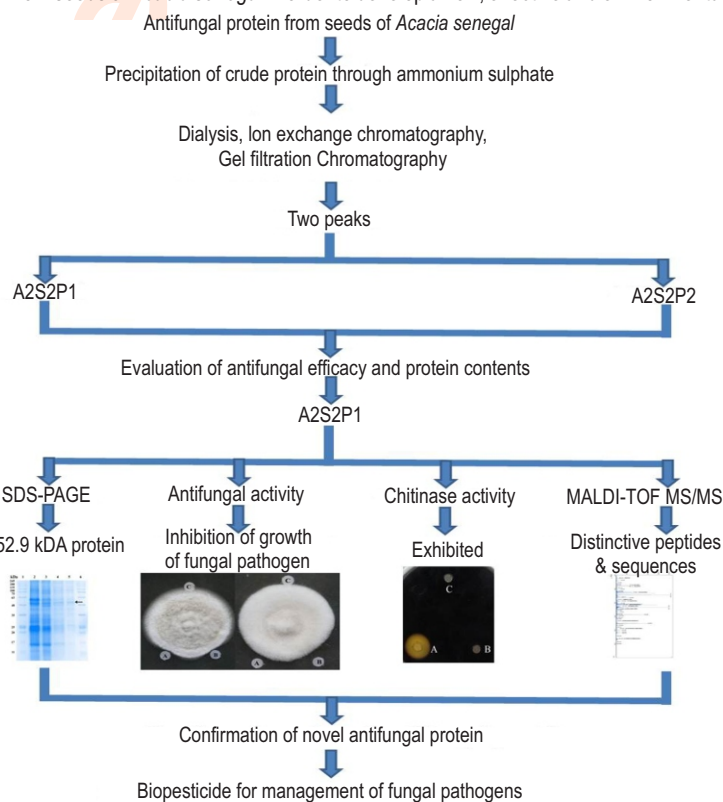 Antifungal protein from seeds of Acacia senegal
Precipitation of crude protein through ammonium sulphate
Dialysis, Ion exchange chromatography,
Gel filtration Chromatography
Two peaks
A2S2P1
A2S2P2
Evaluation of antifungal efficacy and protein contents
A2S2P1
SDS-PAGE
Antifungal activity
Chitinase activity
MALDI-TOF MS/MS
52.9 kDA protein
Inhibition of growth
of fungal pathogen
Exhibited
Distinctive peptides
& sequences
C
C
A
B
A
B
C
A
B
Confirmation of novel antifungal protein
Biopesticide for management of fungal pathogens